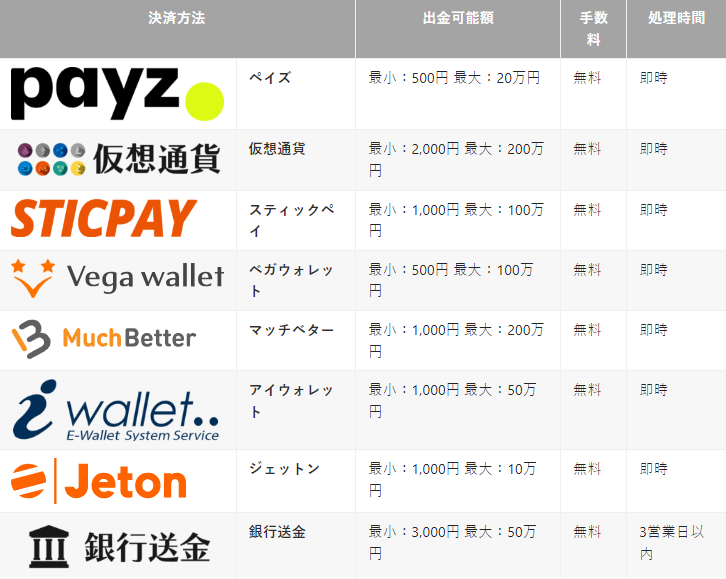 決済方法 出金可能額 手数
料 処理時間
payz. ペイズ 最小：500円 最大：20万円 無料 即時
仮想通貨 仮想通貨 最小：2,000円 最大：200万
円 無料 即時
STICPAY スティックペ
イ 最小：1,000円 最大：100万
円 無料 即時
Vega wallet ベガウォレッ
ト 最小：500円 最大：100万
円 無料 即時
MuchBetter マッチベター 最小：1,000円 最大：200万
円 無料 即時
i wallet.. アイウォレッ
E-Wallet System Service ト 最小：1,000円 最大：50万
円 無料 即時
Jeton ジェットン 最小：1,000円 最大：10万
円 無料 即時
銀行送金 銀行送金 最小：3,000円 最大：50万
円 無料 3営業日以
内